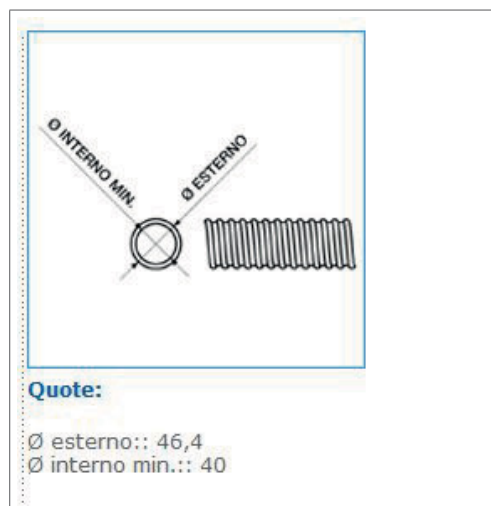 Ø INTERNO MIN.
Ø ESTERNO
Quote:
Ø esterno:: 46,4
Ø interno min.:: 40